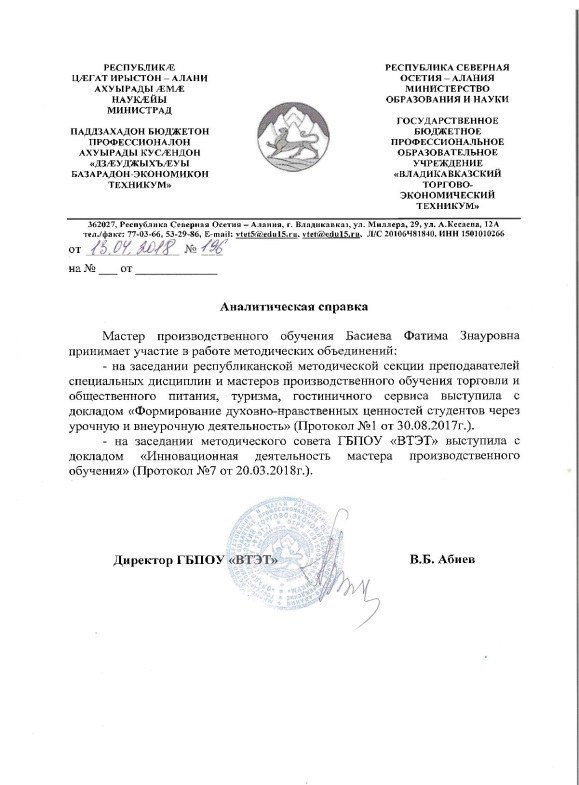 РЕСПУБЛИКÆ
ЦÆГАТ ИРЫСТОН – АЛАНИ
АХУЫРАДЫ ÆМÆ
НАУКÆЙЫ
МИНИСТРАД
ПАДДЗАХАДОН БЮДЖЕТОН
ПРОФЕССИОНАЛОН
АХУЫРАДЫ КУСÆНДОН
«ДЗÆУДЖЫХЪÆУЫ
БАЗАРАДОН-ЭКОНОМИКОН
ТЕХНИКУМ»
РЕСПУБЛИКА СЕВЕРНАЯ
ОСЕТИЯ – АЛАНИЯ
МИНИСТЕРСТВО
ОБРАЗОВАНИЯ И НАУКИ
ГОСУДАРСТВЕННОЕ
БЮДЖЕТНОЕ
ПРОФЕССИОНАЛЬНОЕ
ОБРАЗОВАТЕЛЬНОЕ
УЧРЕЖДЕНИЕ
«ВЛАДИКАВКАЗСКИЙ
ТОРГОВО-
ЭКОНОМИЧЕСКИЙ
ТЕХНИКУМ»
362027, Республика Северная Осетия – Алания, г. Владикавказ, ул. Миллера, 29, ул. А.Кесаева, 12А
тел./факс: 77-03-66, 53-29-86, E-mail: vtet5@edu15.ru, vtet@edu15.ru, Л/С 20106Ч81840, ИНН 1501010266
от 13.04.2018 № 196
на № ___ от ______________
Аналитическая справка
Мастер производственного обучения Басиева Фатима Знауровна
принимает участие в работе методических объединений:
- на заседании республиканской методической секции преподавателей
специальных дисциплин и мастеров производственного обучения торговли и
общественного питания, туризма, гостиничного сервиса выступила с
докладом «Формирование духовно-нравственных ценностей студентов через
урочную и внеурочную деятельность» (Протокол №1 от 30.08.2017г.).
- на заседании методического совета ГБПОУ «ВТЭТ» выступила с
докладом «Инновационная деятельность мастера производственного
обучения» (Протокол №7 от 20.03.2018г.).
Директор ГБПОУ «ВТЭТ» В.Б. Абиев